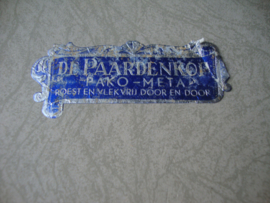 DE PAARDENKOP
PAKO-METAAL
ROEST EN VLEKVRIJ DOOR EN DOOR